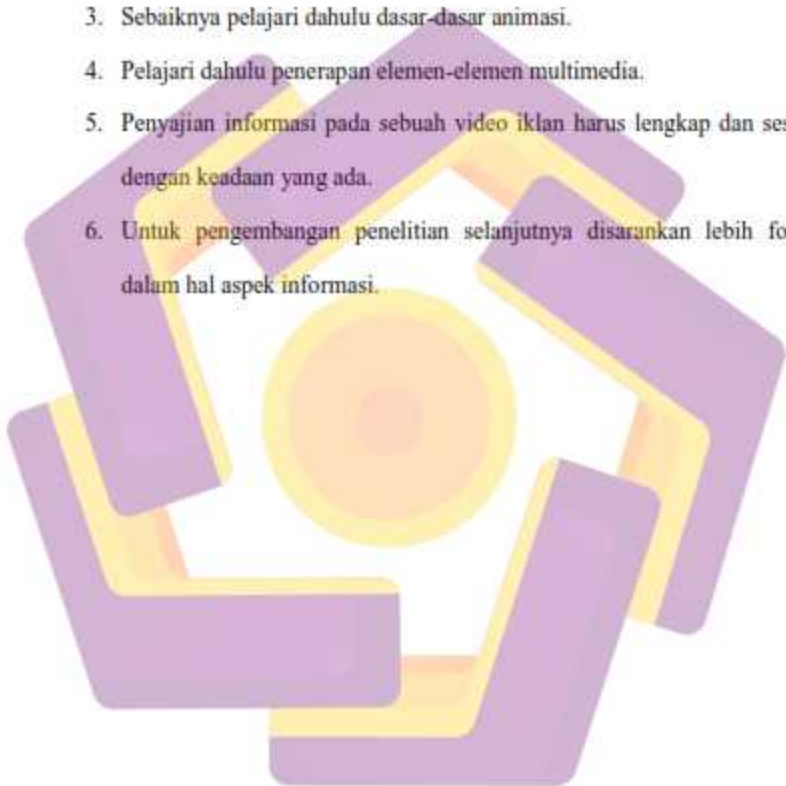 3. Sebaiknya pelajari dahulu dasar-dasar animasi.
4. Pelajari dahulu penerapan elemen-elemen multimedia.
5. Penyajian informasi pada sebuah video iklan harus lengkap dan ses
dengan keadaan yang ada.
6. Untuk pengembangan penelitian selanjutnya disarankan lebih fo
dalam hal aspek informasi.